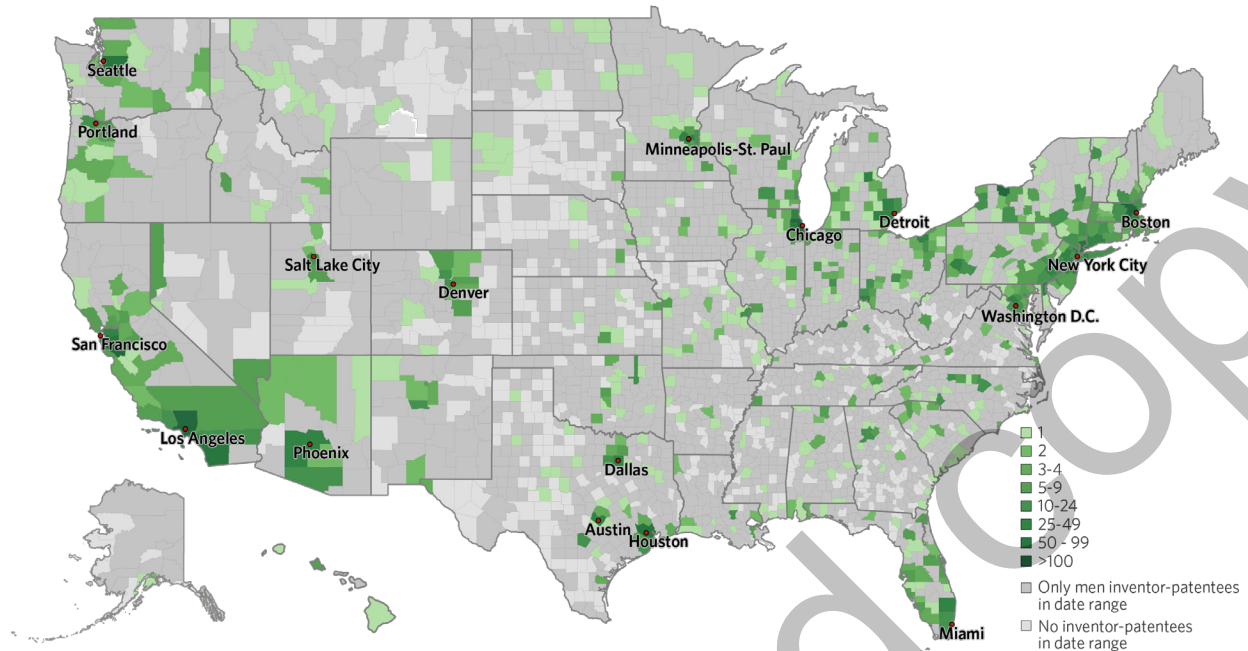 Seattle
Portland
Minneapolis-St. Paul
Boston
Detroit
Chicago
New York City
Salt Lake City
Denver
Washington D.C.
San Francisco
Los Angeles
Phoenix
Dallas
Austin
Houston
Miami
1
2
3-4
5-9
10-24
25-49
50 - 99
>100
Only men inventor-patentees
in date range
No inventor-patentees
in date range